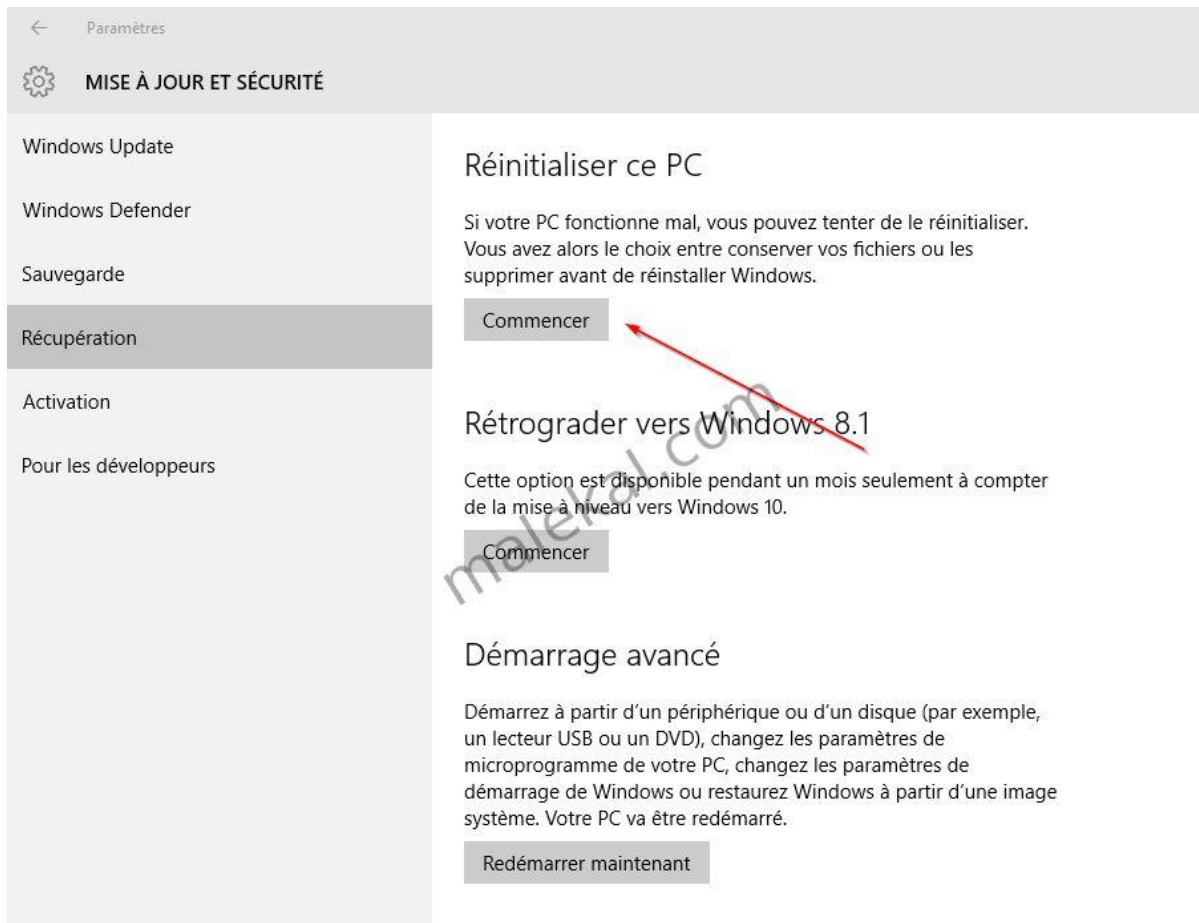 Paramètres
MISE À JOUR ET SÉCURITÉ
Windows Update
Windows Defender
Sauvegarde
Récupération
Activation
Pour les développeurs
Réinitialiser ce PC
Si votre PC fonctionne mal, vous pouvez tenter de le réinitialiser.
Vous avez alors le choix entre conserver vos fichiers ou les
supprimer avant de réinstaller Windows.
Commencer
Rétrograder vers Windows 8.1
Cette option est disponible pendant un mois seulement à compter
de la mise à niveau vers Windows 10.
Commencer
malekal.com
Démarrage avancé
Démarrez à partir d’un périphérique ou d’un disque (par exemple,
un lecteur USB ou un DVD), changez les paramètres de
microprogramme de votre PC, changez les paramètres de
démarrage de Windows ou restaurez Windows à partir d’une image
système. Votre PC va être redémarré.
Redémarrer maintenant